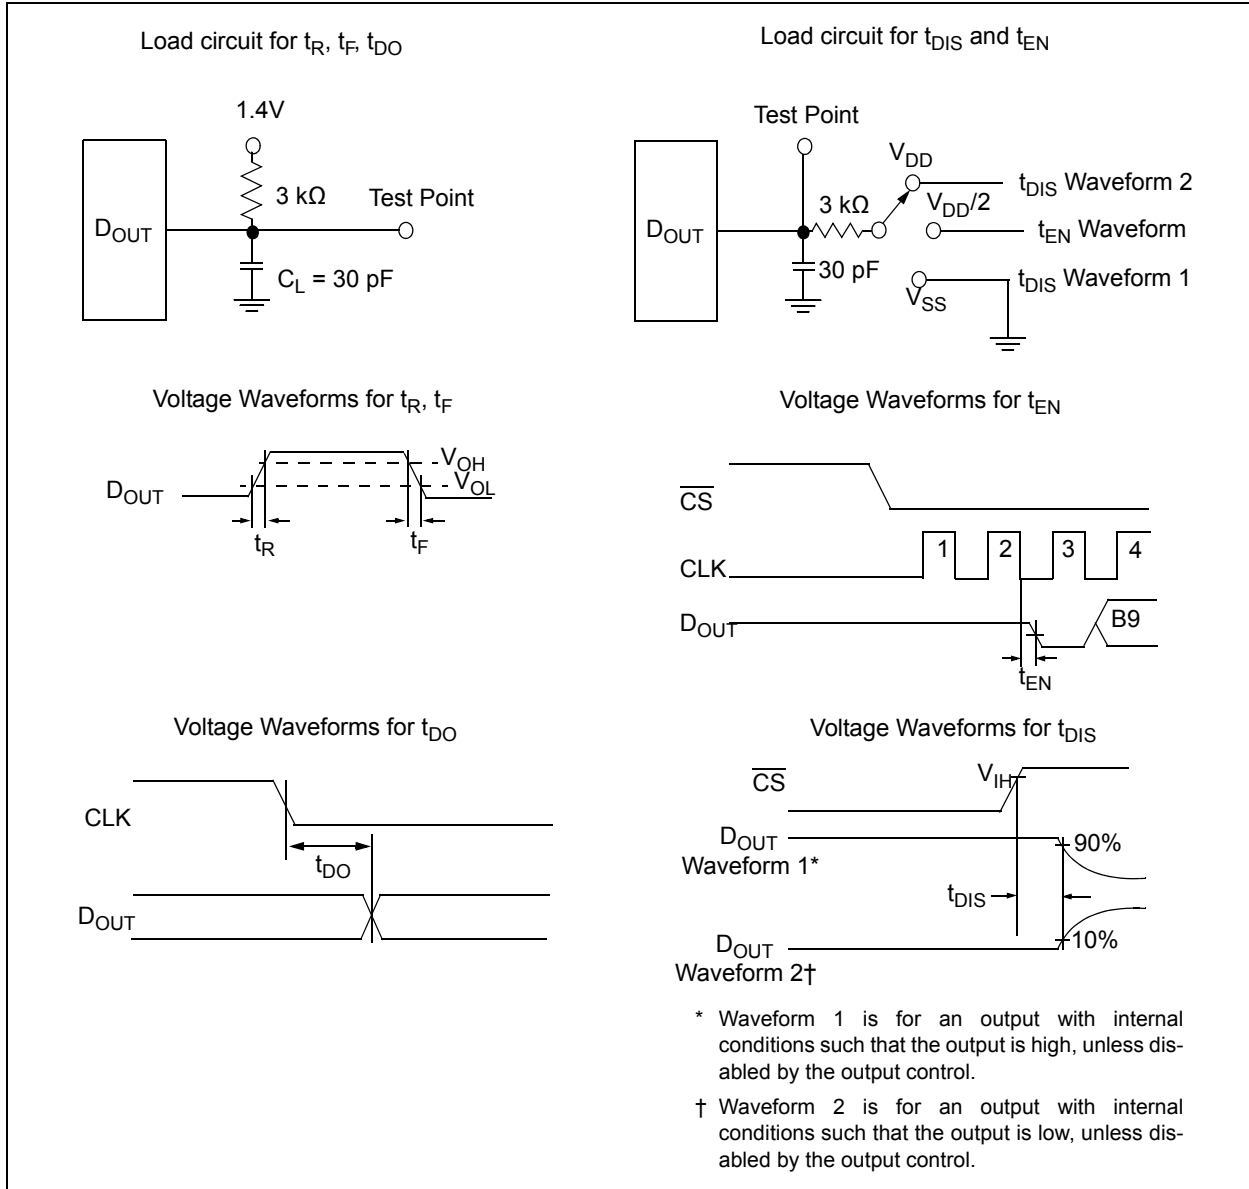 Load circuit for tR, tF, tDO
1.4V
3 kΩ
Test Point
DOUT
CL = 30 pF
Load circuit for tDIS and tEN
Test Point
VDD
tDIS Waveform 2
3 kΩ
VDD/2
DOUT
tEN Waveform
30 pF
tDIS Waveform 1
VSS
Voltage Waveforms for tR, tF
VOH
VOL
DOUT
tR
tF
Voltage Waveforms for tEN
CS
1 2 3 4
CLK
DOUT
B9
tEN
Voltage Waveforms for tDO
CLK
tDO
DOUT
Voltage Waveforms for tDIS
VIH
CS
DOUT
90%
Waveform 1*
tDIS
DOUT
10%
Waveform 2†
* Waveform 1 is for an output with internal
conditions such that the output is high, unless dis-
abled by the output control.
† Waveform 2 is for an output with internal
conditions such that the output is low, unless dis-
abled by the output control.